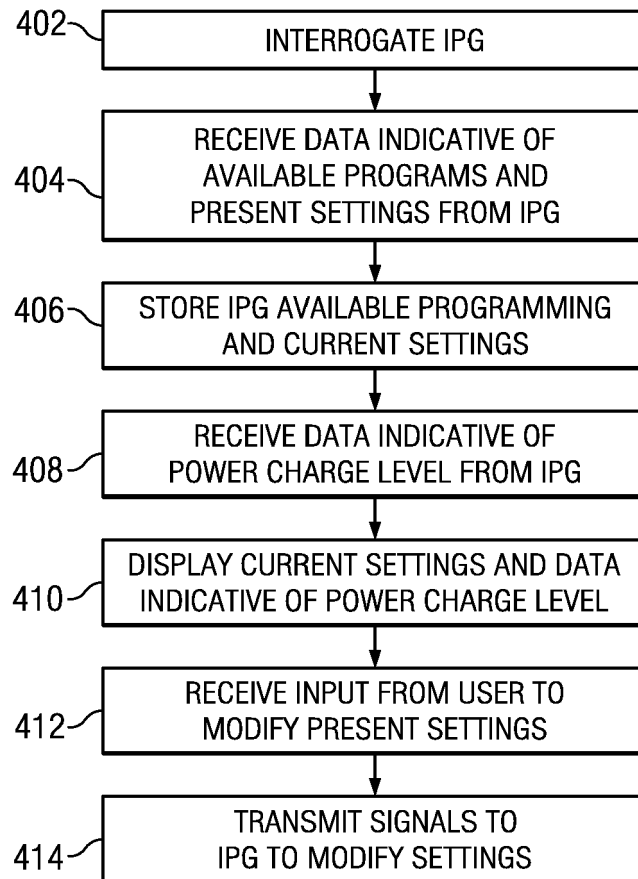 402
INTERROGATE IPG
404
RECEIVE DATA INDICATIVE OF
AVAILABLE PROGRAMS AND
PRESENT SETTINGS FROM IPG
406
STORE IPG AVAILABLE PROGRAMMING
AND CURRENT SETTINGS
408
RECEIVE DATA INDICATIVE OF
POWER CHARGE LEVEL FROM IPG
410
DISPLAY CURRENT SETTINGS AND DATA
INDICATIVE OF POWER CHARGE LEVEL
412
RECEIVE INPUT FROM USER TO
MODIFY PRESENT SETTINGS
414
TRANSMIT SIGNALS TO
IPG TO MODIFY SETTINGS